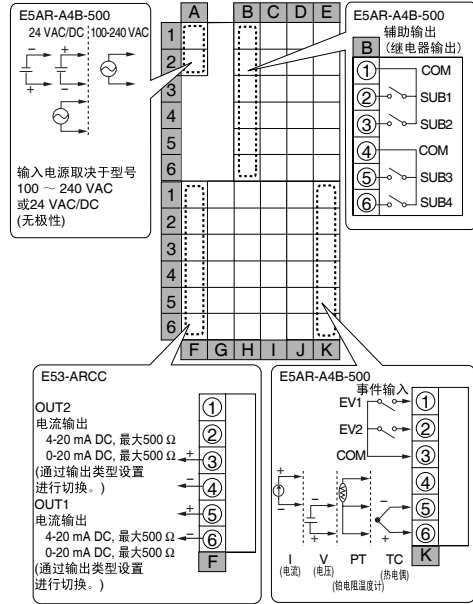 E5AR-A4B-500
24 VAC/DC 100-240 VAC
− + + −
输入电源取决于型号
100 ～ 240 VAC
或24 VAC/DC
(无极性)
A B C D E
1
2
3
4
5
6
1
2
3
4
5
6
F G H I J K
E5AR-A4B-500
辅助输出
(继电器输出)
B
① COM
② SUB1
③ SUB2
④ COM
⑤ SUB3
⑥ SUB4
E53-ARCC
OUT2
电流输出
4-20 mA DC, 最大500 Ω
0-20 mA DC, 最大500 Ω
(通过输出类型设置
进行切换。)
OUT1
电流输出
4-20 mA DC, 最大500 Ω
0-20 mA DC, 最大500 Ω
(通过输出类型设置
进行切换。)
①
②
+ ③
− ④
+ ⑤
− ⑥
F
E5AR-A4B-500
事件输入
EV1 ①
EV2 ②
COM ③
④
⑤
⑥
K
+ − − + − +
I V PT TC
(电流) (电压) (铂电阻温度计) (热电偶)